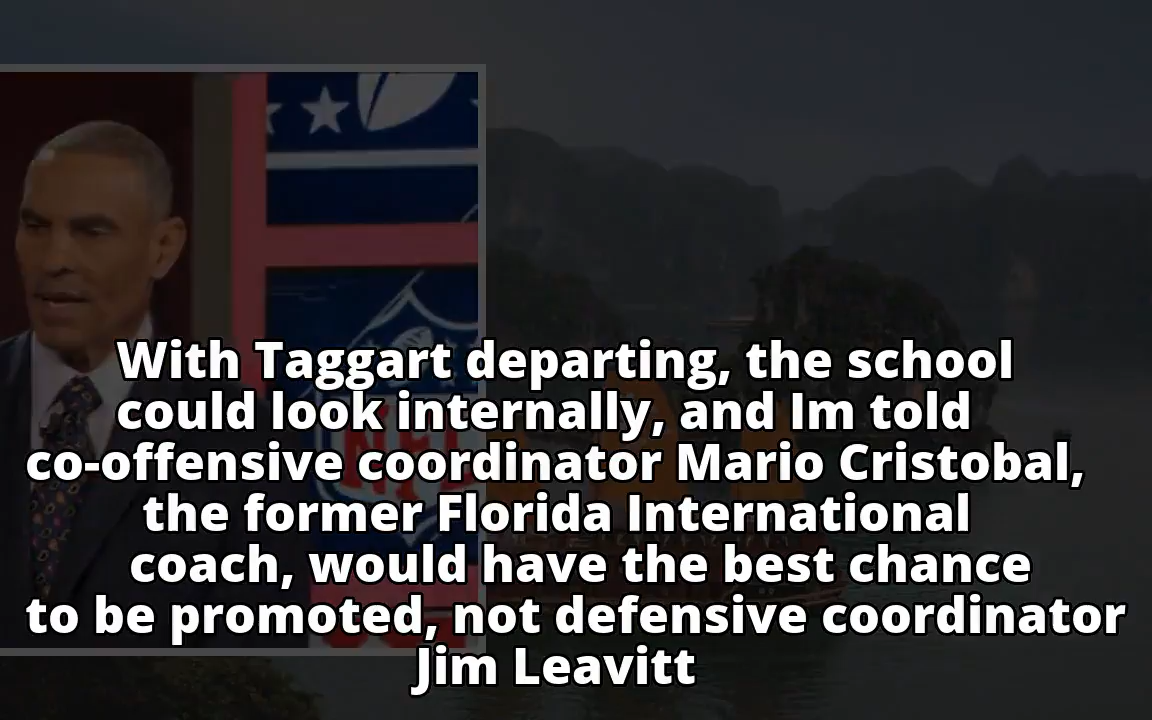 With Taggart departing, the school
could look internally, and Im told
co-offensive coordinator Mario Cristobal,
the former Florida International
coach, would have the best chance
to be promoted, not defensive coordinator
Jim Leavitt
NFL